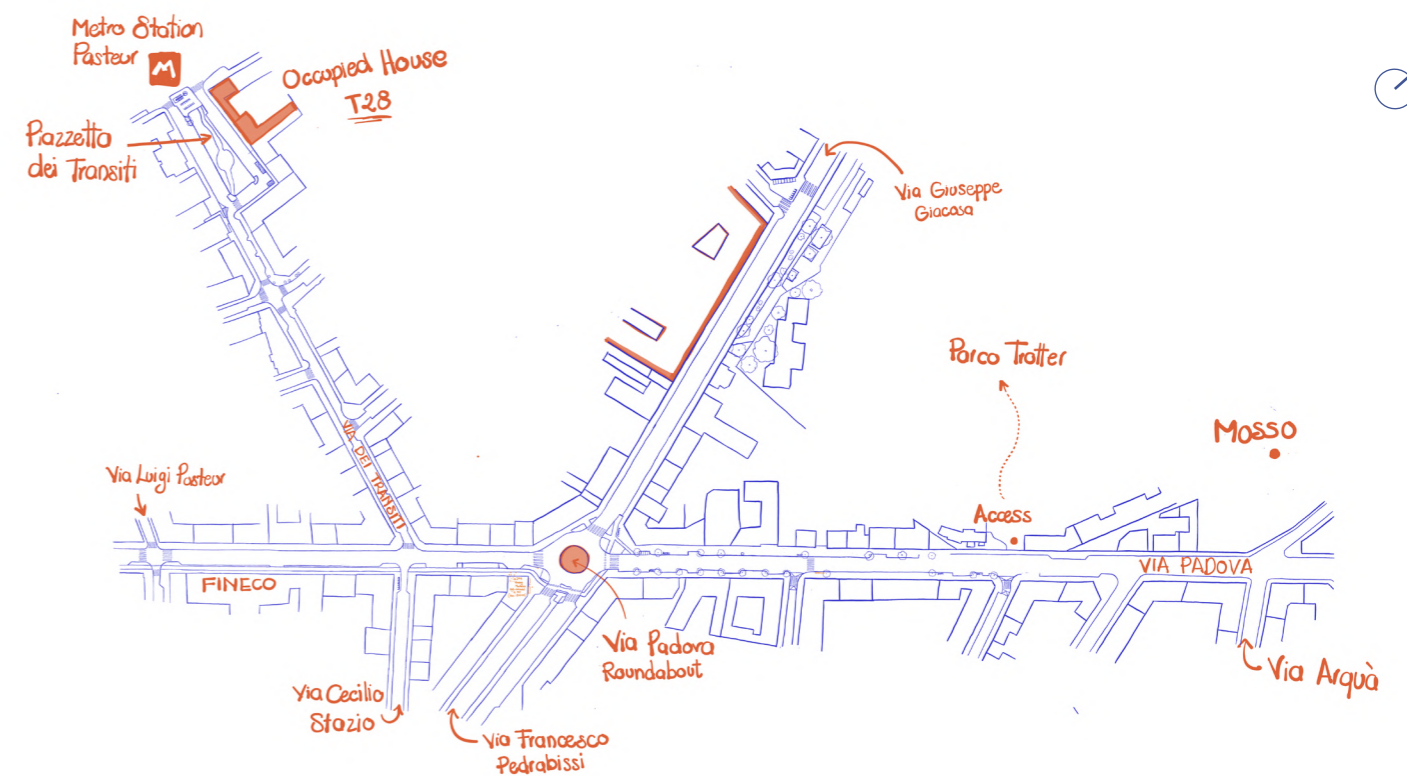 Metro Station
Pasteur
M
Occupied House
T28
Piazzetta
dei Transiti
Via Giuseppe
Giacosa
Parco Trotter
Mosso
Via Luigi Pasteur
VIA DEI TRANSITI
Access
FINECO
VIA PADOVA
Via Padova
Roundabout
Via Arquà
Via Cecilio
Stazio
Via Francesco
Pedrabissi